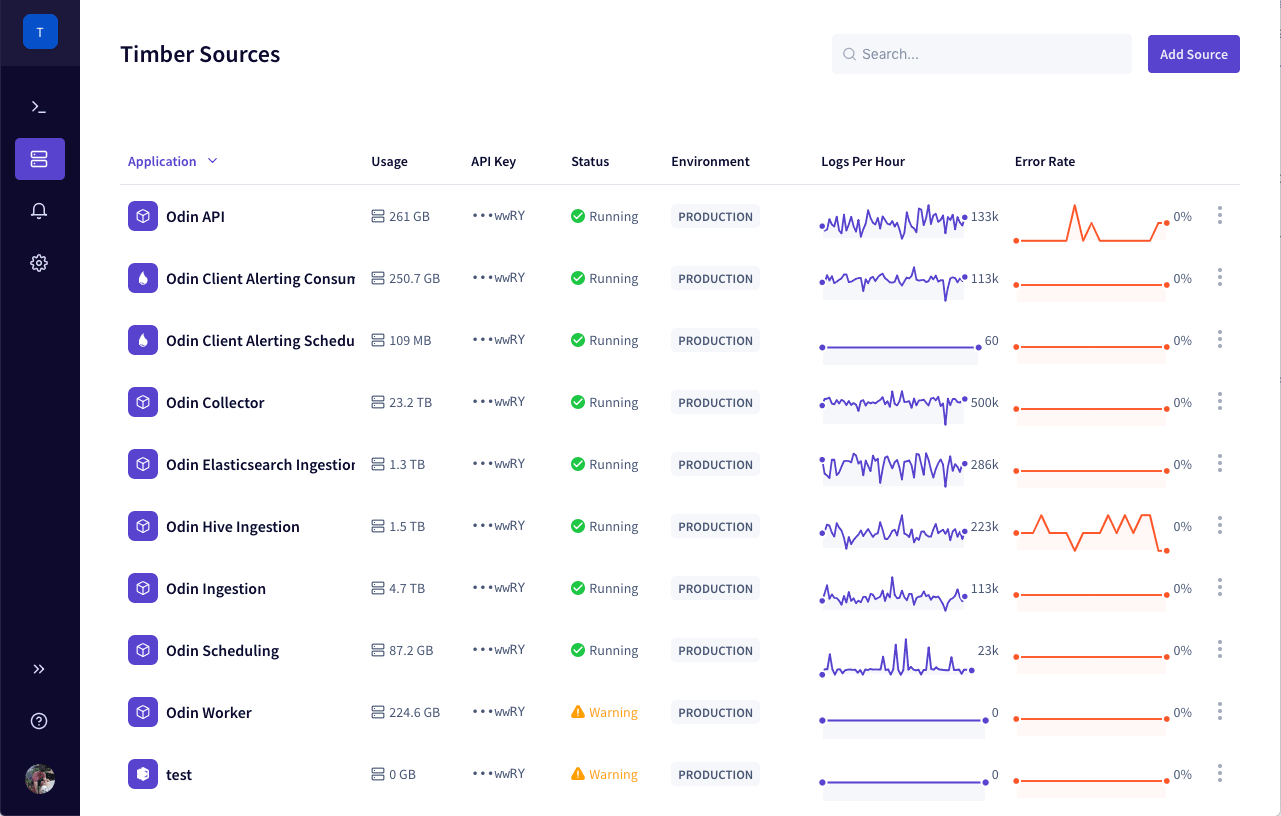 T
Timber Sources
Search...
Add Source
Application Usage API Key Status Environment Logs Per Hour Error Rate
Odin API 261 GB •••wwRY Running PRODUCTION 133k 0%
Odin Client Alerting Consum 250.7 GB •••wwRY Running PRODUCTION 113k 0%
Odin Client Alerting Schedu 109 MB •••wwRY Running PRODUCTION 60 0%
Odin Collector 23.2 TB •••wwRY Running PRODUCTION 500k 0%
Odin Elasticsearch Ingestion 1.3 TB •••wwRY Running PRODUCTION 286k 0%
Odin Hive Ingestion 1.5 TB •••wwRY Running PRODUCTION 223k 0%
Odin Ingestion 4.7 TB •••wwRY Running PRODUCTION 113k 0%
Odin Scheduling 87.2 GB •••wwRY Running PRODUCTION 23k 0%
Odin Worker 224.6 GB •••wwRY Warning PRODUCTION 0 0%
test 0 GB •••wwRY Warning PRODUCTION 0 0%